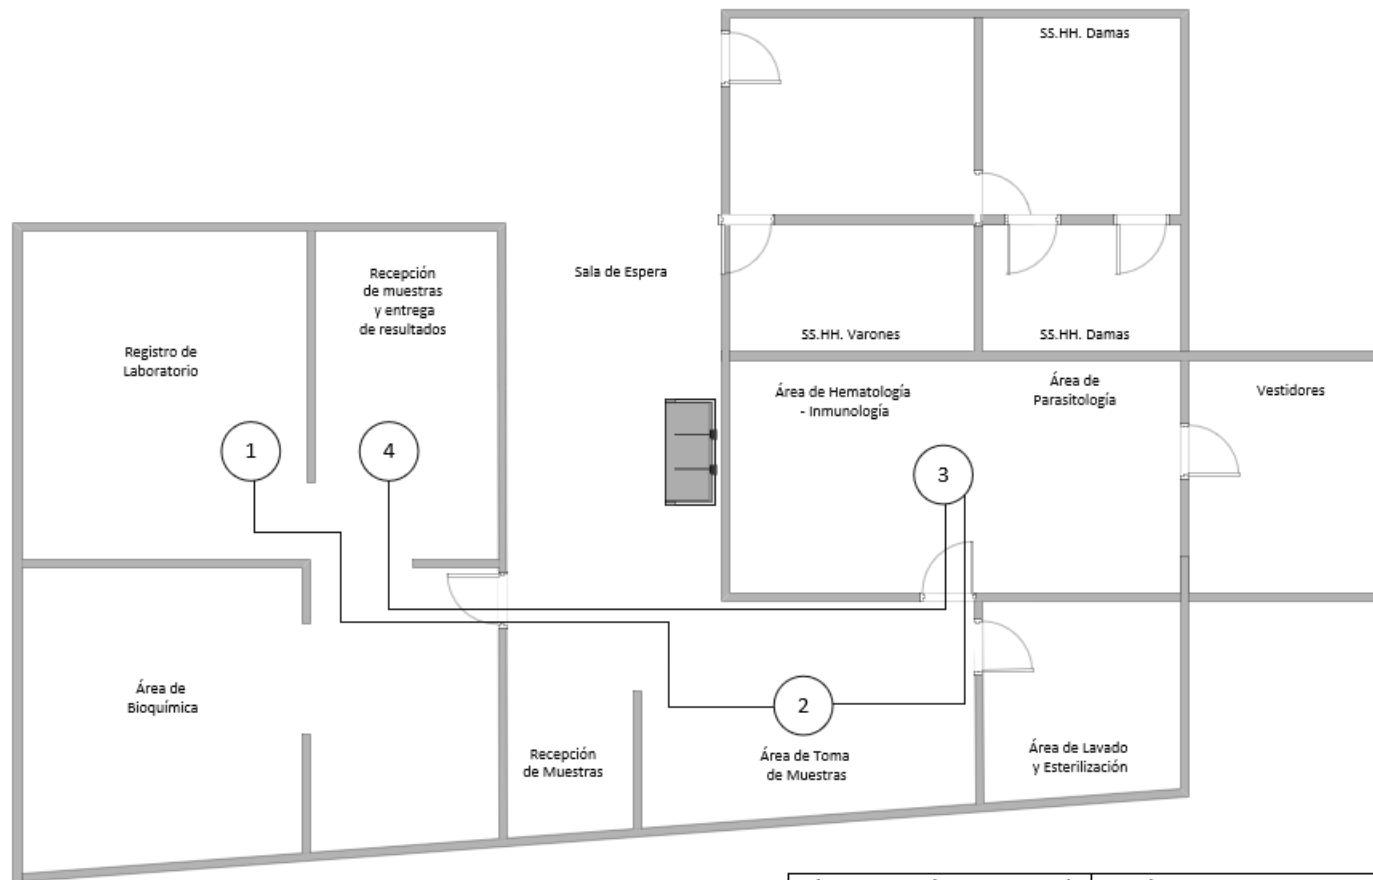 SS.HH. Damas
Recepción
de muestras
y entrega
de resultados
Sala de Espera
SS.HH. Varones
SS.HH. Damas
Registro de
Laboratorio
Área de Hematología
- Inmunología
Área de
Parasitología
Vestidores
1
4
3
Área de
Bioquímica
2
Recepción
de Muestras
Área de Toma
de Muestras
Área de Lavado
y Esterilización